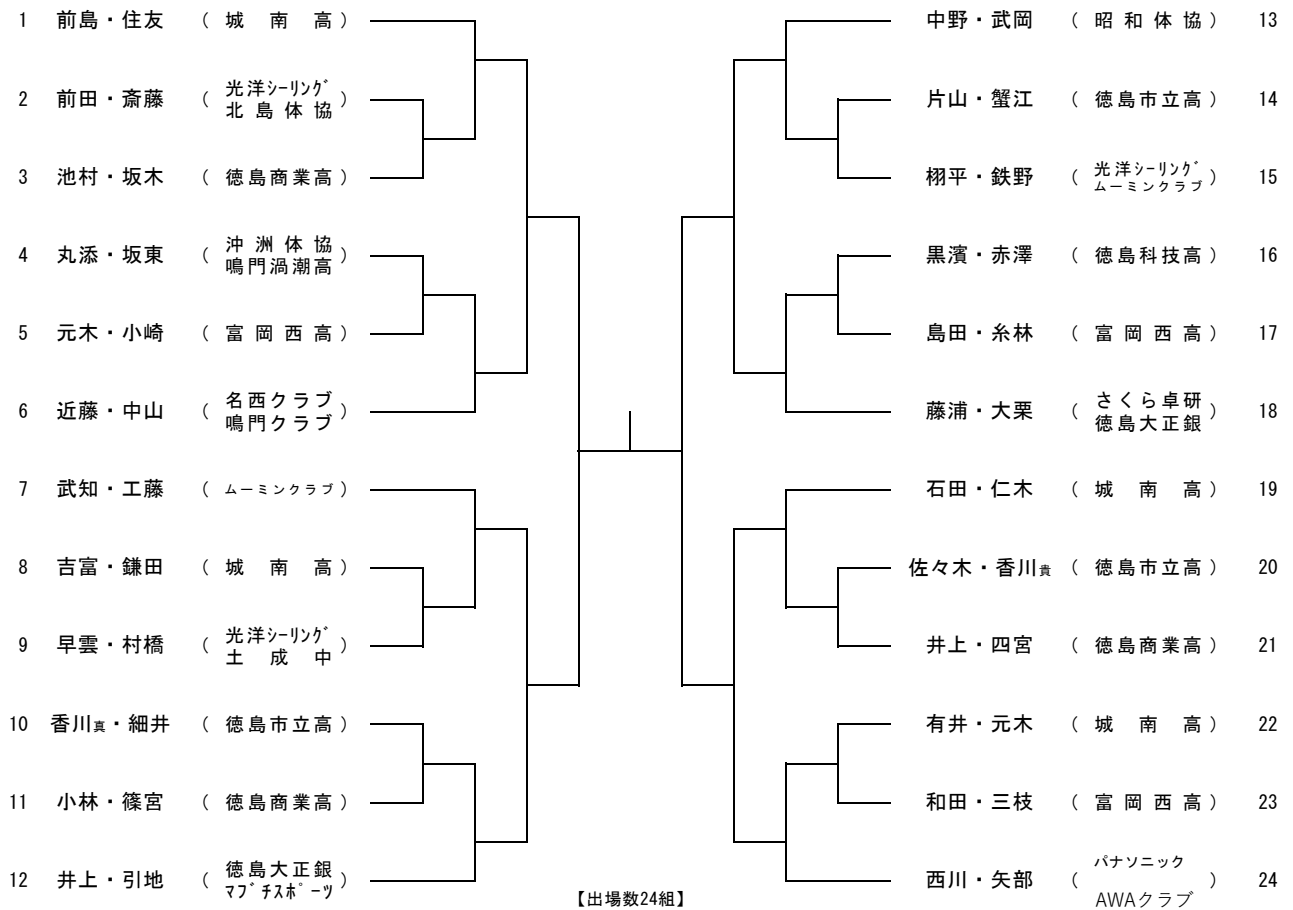 1 前島・住友 ( 城 南 高 )
2 前田・斎藤 ( 光洋シーリング 北島体協 )
3 池村・坂木 ( 徳島商業高 )
4 丸添・坂東 ( 沖洲体協 鳴門渦潮高 )
5 元木・小崎 ( 富岡西高 )
6 近藤・中山 ( 名西クラブ 鳴門クラブ )
7 武知・工藤 ( ムーミンクラブ )
8 吉富・鎌田 ( 城 南 高 )
9 早雲・村橋 ( 光洋シーリング 土 成 中 )
10 香川真・細井 ( 徳島市立高 )
11 小林・篠宮 ( 徳島商業高 )
12 井上・引地 ( 徳島大正銀 マブチスポーツ )
中野・武岡 ( 昭和体協 ) 13
片山・蟹江 ( 徳島市立高 ) 14
栩平・鉄野 ( 光洋シーリング ムーミンクラブ ) 15
黒濱・赤澤 ( 徳島科技高 ) 16
島田・糸林 ( 富岡西高 ) 17
藤浦・大栗 ( さくら卓研 徳島大正銀 ) 18
石田・仁木 ( 城 南 高 ) 19
佐々木・香川貴 ( 徳島市立高 ) 20
井上・四宮 ( 徳島商業高 ) 21
有井・元木 ( 城 南 高 ) 22
和田・三枝 ( 富岡西高 ) 23
西川・矢部 ( パナソニック AWAクラブ ) 24
【出場数24組】